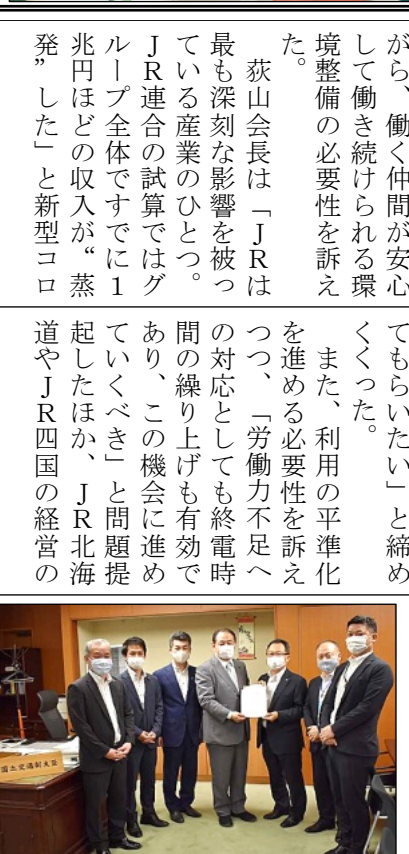 がら、働く仲間が安心
して働き続けられる環
境整備の必要性を訴え
た。
　荻山会長は「ＪＲは
最も深刻な影響を被っ
ている産業のひとつ。
ＪＲ連合の試算ではグ
ループ全体ですでに１
兆円ほどの収入が“蒸
発”した」と新型コロ
てもらいたい」と締め
くくった。
　また、利用の平準化
を進める必要性を訴え
つつ、「労働力不足へ
の対応としても終電時
間の繰り上げも有効で
あり、この機会に進め
ていくべき」と問題提
起したほか、ＪＲ北海
道やＪＲ四国の経営の
国土交通副大臣